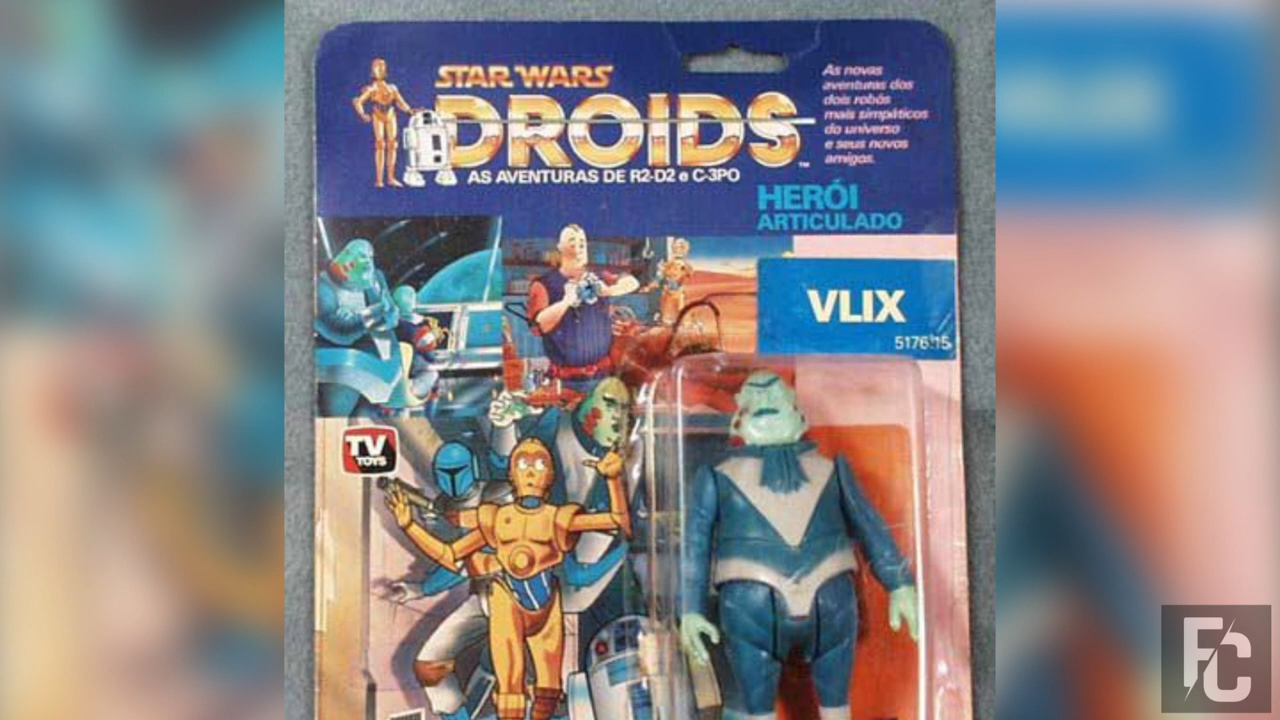 STAR WARS
DROIDS
TM
AS AVENTURAS DE R2-D2 e C-3PO
As novas
aventuras dos
dois robôs
mais simpáticos
do universo
e seus novos
amigos.
HERÓI
ARTICULADO
VLIX
TV
TOYS
FC